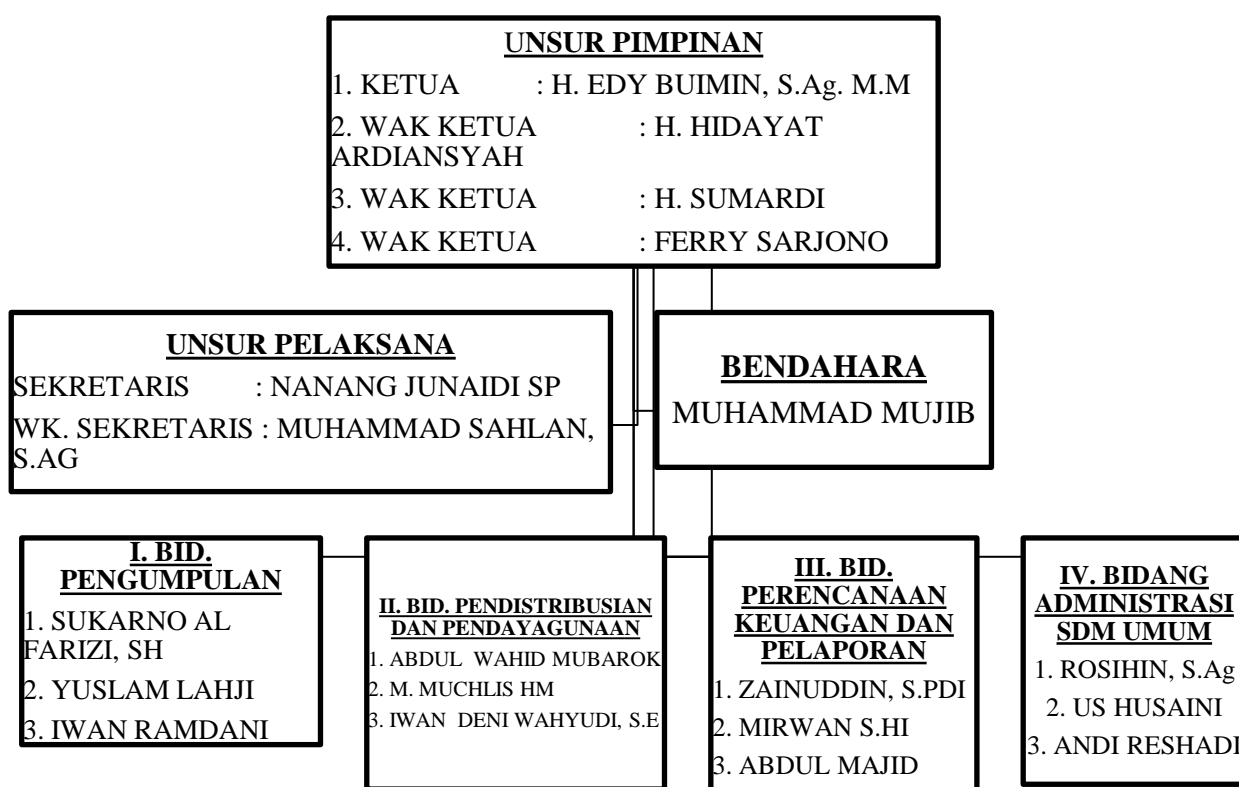 UNSUR PIMPINAN
1. KETUA : H. EDY BUIMIN, S.Ag. M.M
2. WAK KETUA : H. HIDAYAT
ARDIANSYAH
3. WAK KETUA : H. SUMARDI
4. WAK KETUA : FERRY SARJONO
UNSUR PELAKSANA
SEKRETARIS : NANANG JUNAIDI SP
WK. SEKRETARIS : MUHAMMAD SAHLAN,
S.AG
BENDAHARA
MUHAMMAD MUJIB
I. BID.
PENGUMPULAN
1. SUKARNO AL
FARIZI, SH
2. YUSLAM LAHJI
3. IWAN RAMDANI
II. BID. PENDISTRIBUSIAN
DAN PENDAYAGUNAAN
1. ABDUL WAHID MUBAROK
2. M. MUCHLIS HM
3. IWAN DENI WAHYUDI, S.E
III. BID.
PERENCANAAN
KEUANGAN DAN
PELAPORAN
1. ZAINUDDIN, S.PDI
2. MIRWAN S.HI
3. ABDUL MAJID
IV. BIDANG
ADMINISTRASI
SDM UMUM
1. ROSIHIN, S.Ag
2. US HUSAINI
3. ANDI RESHADI